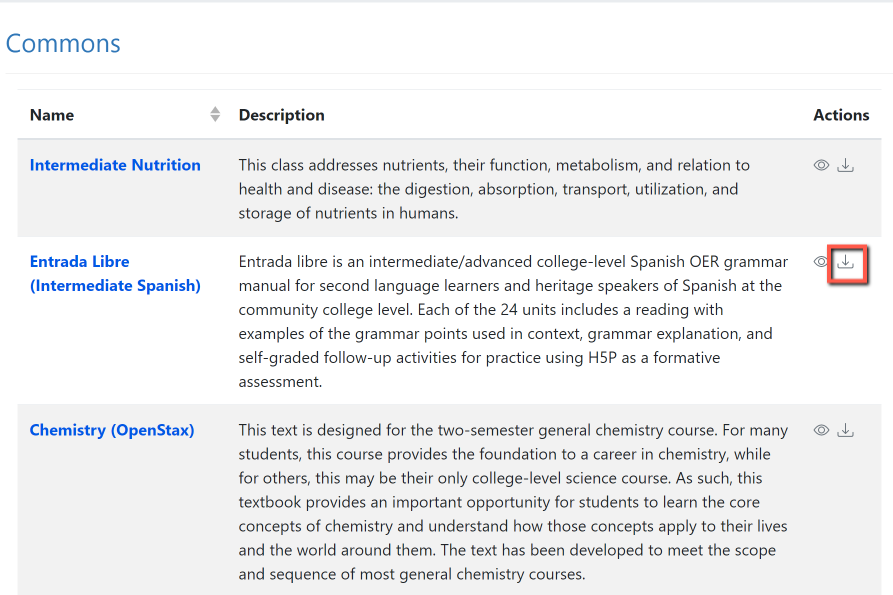 Commons
Name Description Actions
Intermediate Nutrition This class addresses nutrients, their function, metabolism, and relation to
health and disease: the digestion, absorption, transport, utilization, and
storage of nutrients in humans.
Entrada Libre Entrada libre is an intermediate/advanced college-level Spanish OER grammar
(Intermediate Spanish) manual for second language learners and heritage speakers of Spanish at the
community college level. Each of the 24 units includes a reading with
examples of the grammar points used in context, grammar explanation, and
self-graded follow-up activities for practice using H5P as a formative
assessment.
Chemistry (OpenStax) This text is designed for the two-semester general chemistry course. For many
students, this course provides the foundation to a career in chemistry, while
for others, this may be their only college-level science course. As such, this
textbook provides an important opportunity for students to learn the core
concepts of chemistry and understand how those concepts apply to their lives
and the world around them. The text has been developed to meet the scope
and sequence of most general chemistry courses.